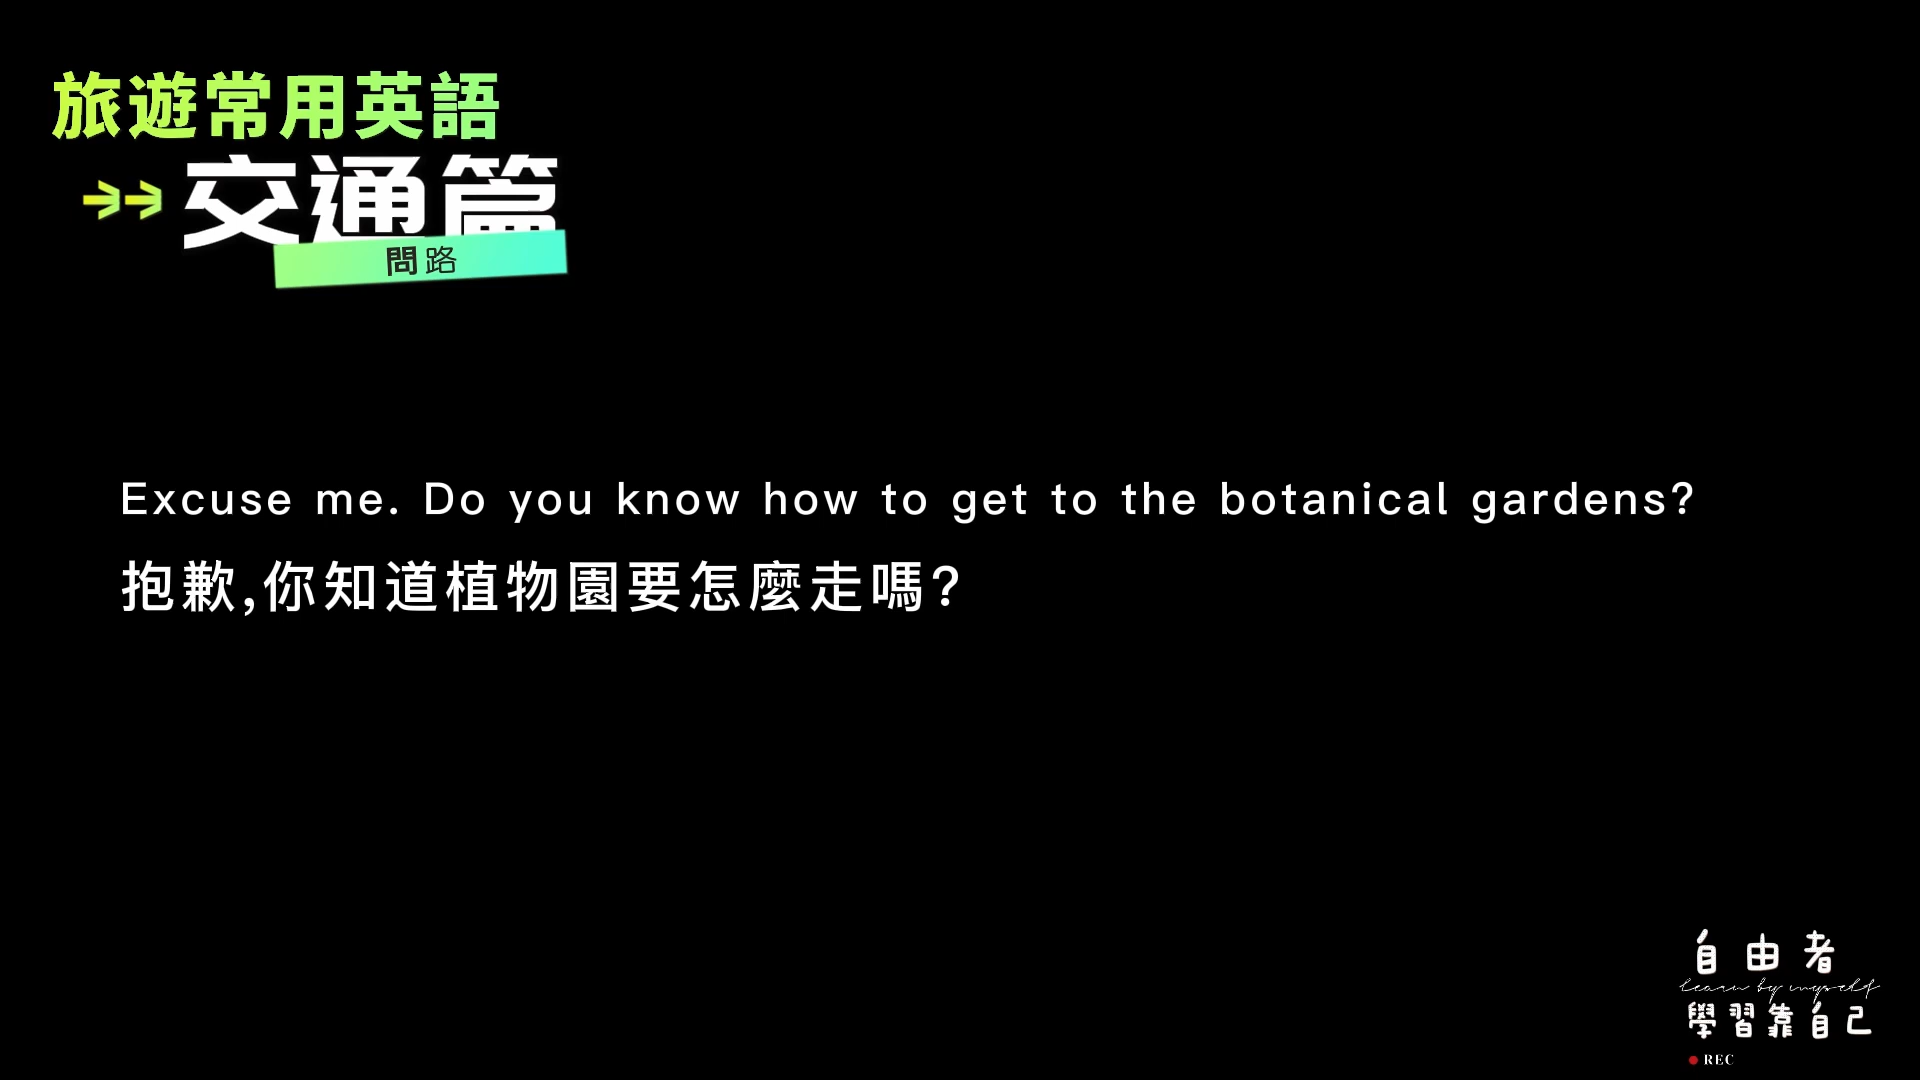 旅遊常用英語
交通篇
問路
Excuse me. Do you know how to get to the botanical gardens?
抱歉,你知道植物園要怎麼走嗎?
自由者
learn by myself
學習靠自己
REC